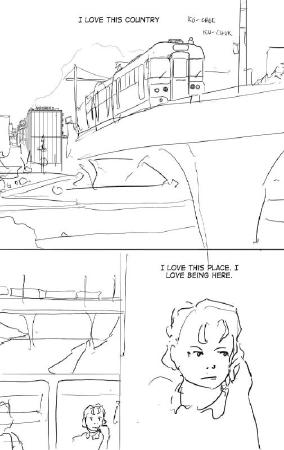 I LOVE THIS COUNTRY
KU-CHUK
KU-CHUK
I LOVE THIS PLACE. I
LOVE BEING HERE.